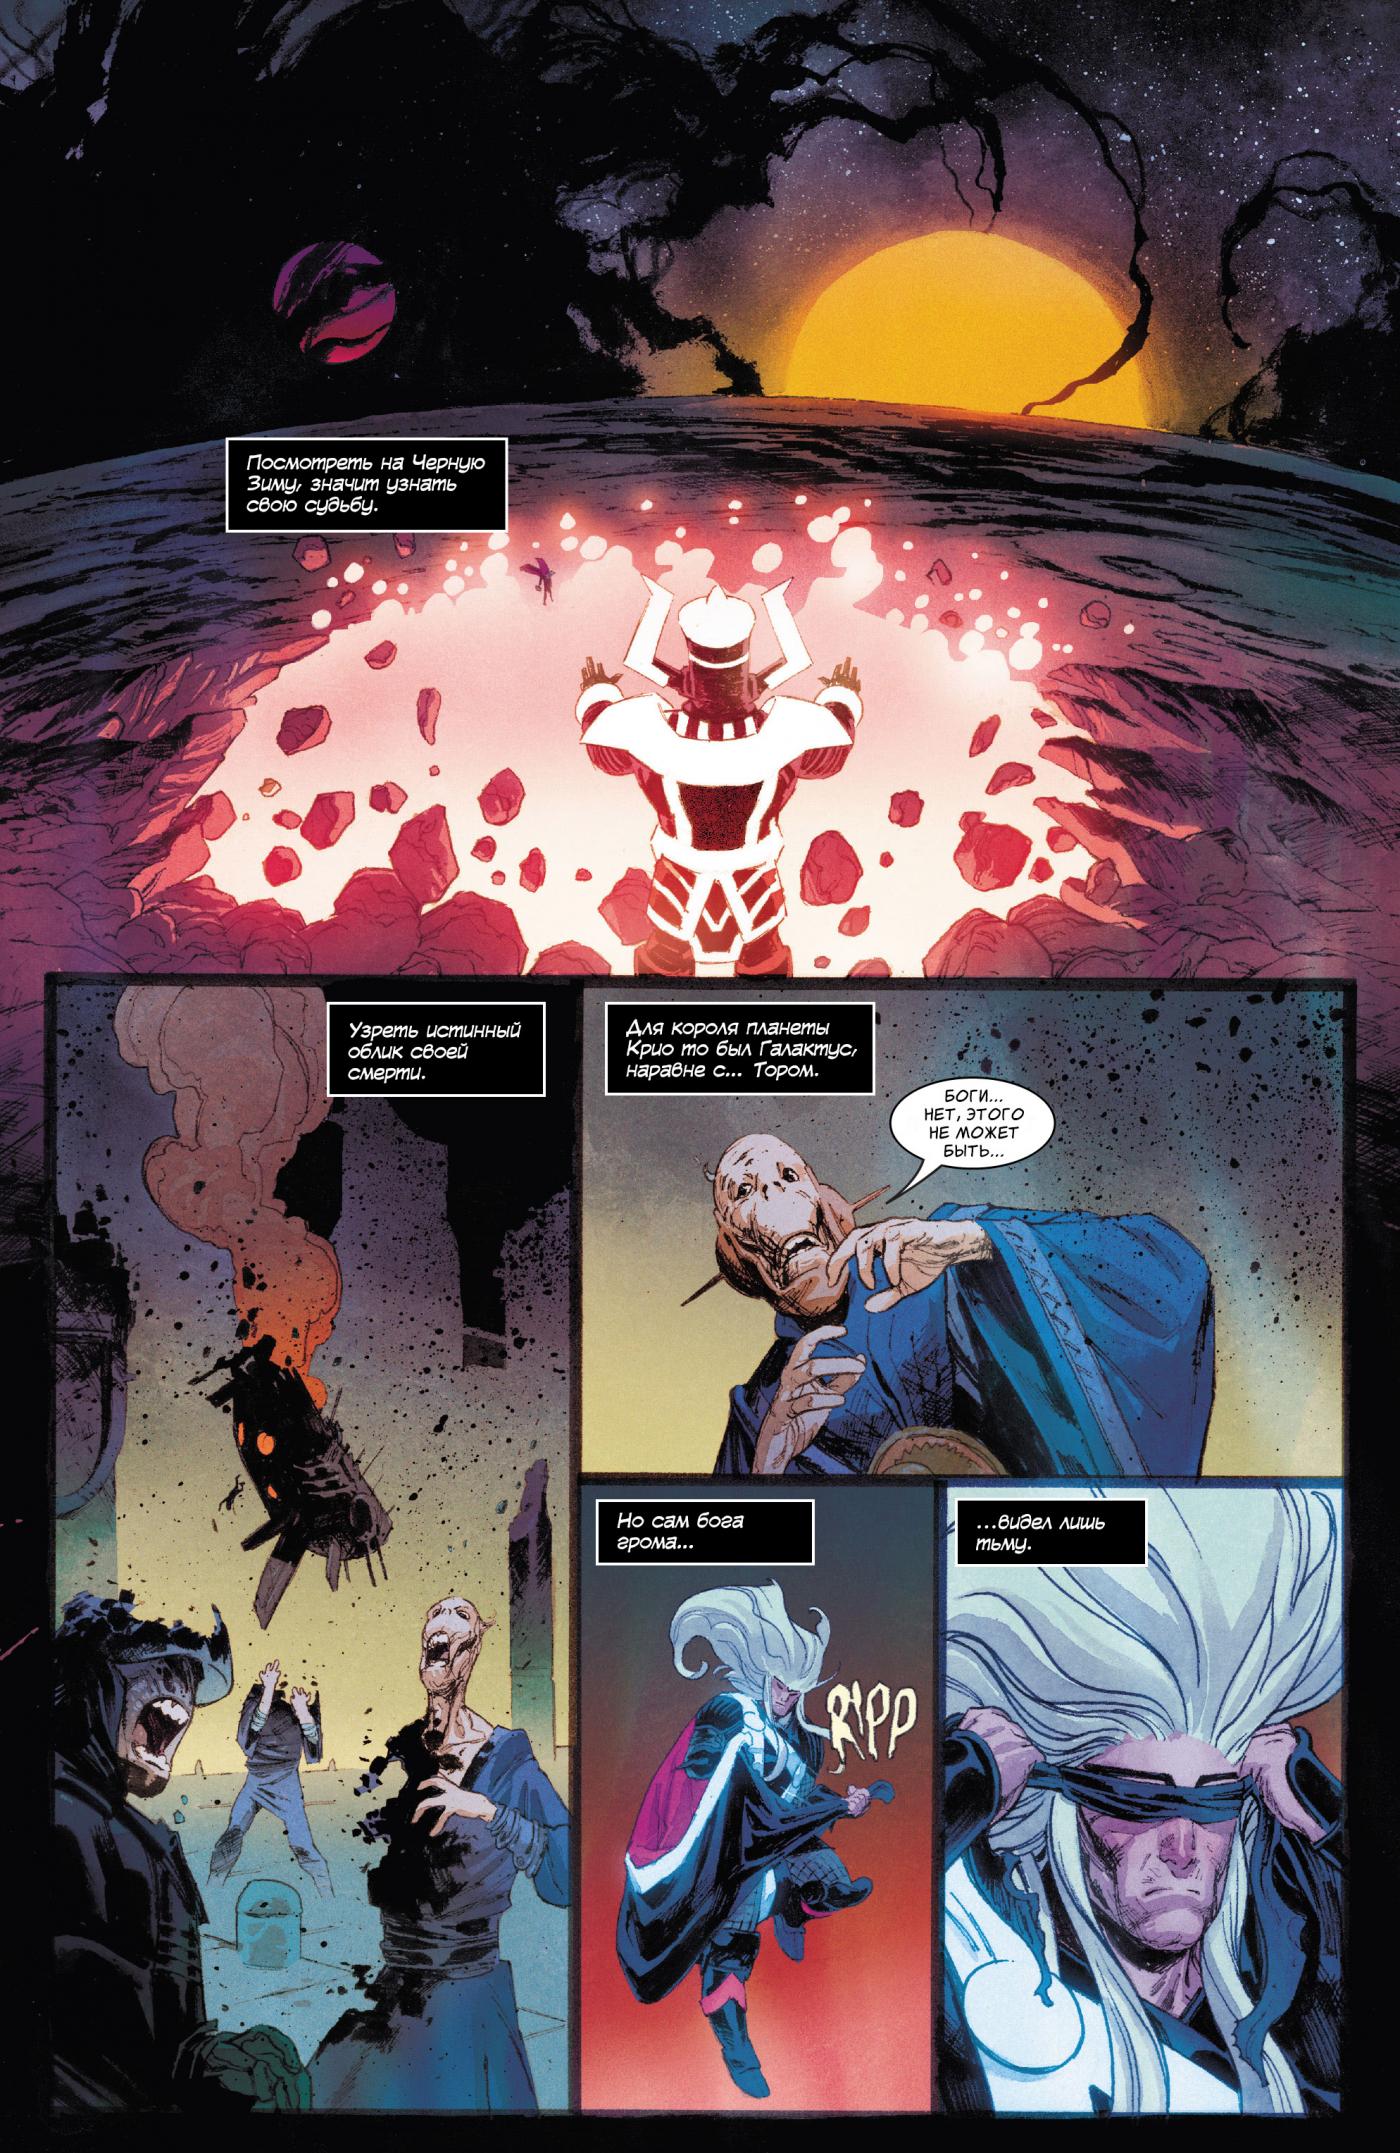 Посмотреть на Черную
Зиму, значит узнать
свою судьбу.
Узреть истинный
облик своей
смерти.
Для короля планеты
Крио то был Галактус,
наравне с... Тором.
БОГИ...
НЕТ, ЭТОГО
НЕ МОЖЕТ
БЫТЬ...
Но сам бога
грома...
RIPP
...видел лишь
тьму.